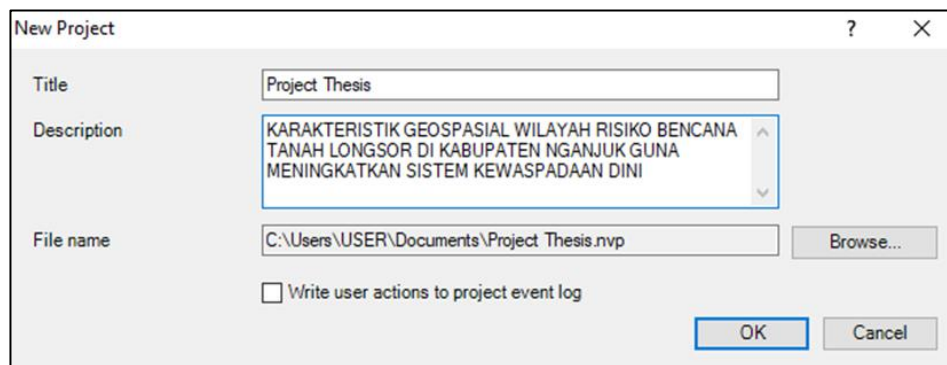 New Project ?
Title Project Thesis
Description KARAKTERISTIK GEOSPASIAL WILAYAH RISIKO BENCANA
TANAH LONGSOR DI KABUPATEN NGANJUK GUNA
MENINGKATKAN SISTEM KEWASPADAAN DINI
File name C:\Users\USER\Documents\Project Thesis.nvp Browse...
Write user actions to project event log
OK Cancel